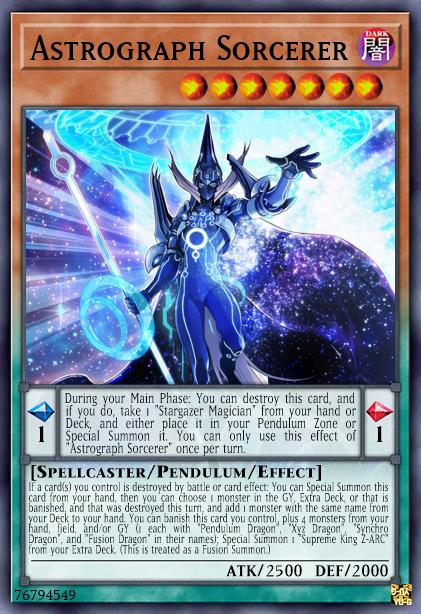 ASTROGRAPH SORCERER
DARK
闇
During your Main Phase: You can destroy this card, and
if you do, take 1 "Stargazer Magician" from your hand or
Deck, and either place it in your Pendulum Zone or
Special Summon it. You can only use this effect of
"Astrograph Sorcerer" once per turn.
1
1
[SPELLCASTER/PENDULUM/EFFECT]
If a card(s) you control is destroyed by battle or card effect: You can Special Summon
this card from your hand, then you can choose 1 monster in the GY, Extra Deck, or that is
banished, and that was destroyed this turn, and add 1 monster with the same name from
your Deck to your hand. You can banish this card you control, plus 4 monsters from your
hand, field, and/or GY (1 each with "Pendulum Dragon", "Xyz Dragon", "Synchro
Dragon", and "Fusion Dragon" in their names); Special Summon 1 "Supreme King Z-ARC"
from your Extra Deck. (This is treated as a Fusion Summon.)
ATK/2500 DEF/2000
76794549